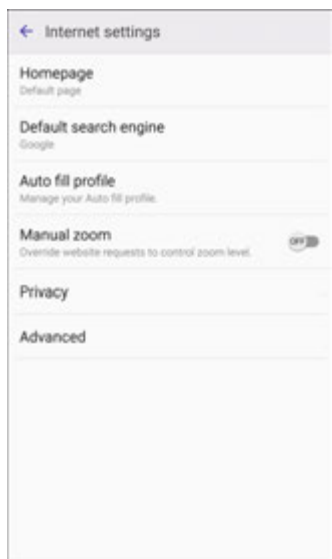 Internet settings
Homepage
Default page
Default search engine
Google
Auto fill profile
Manage your Auto fill profile.
Manual zoom
Override website requests to control zoom level.
OFF
Privacy
Advanced